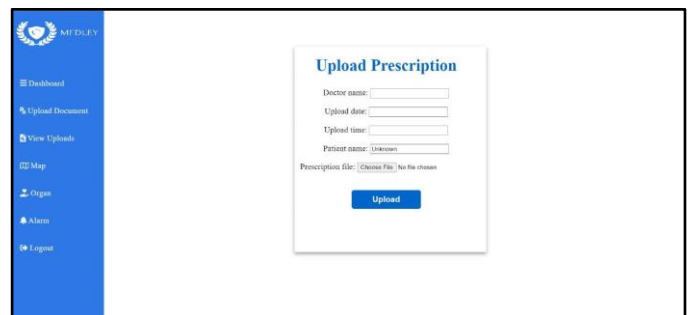 MEDLEY
Dashboard
Upload Document
View Uploads
Map
Organ
Alarm
Logout
Upload Prescription
Doctor name:
Upload date:
Upload time:
Patient name: Unknown
Prescription file: Choose File No file chosen
Upload